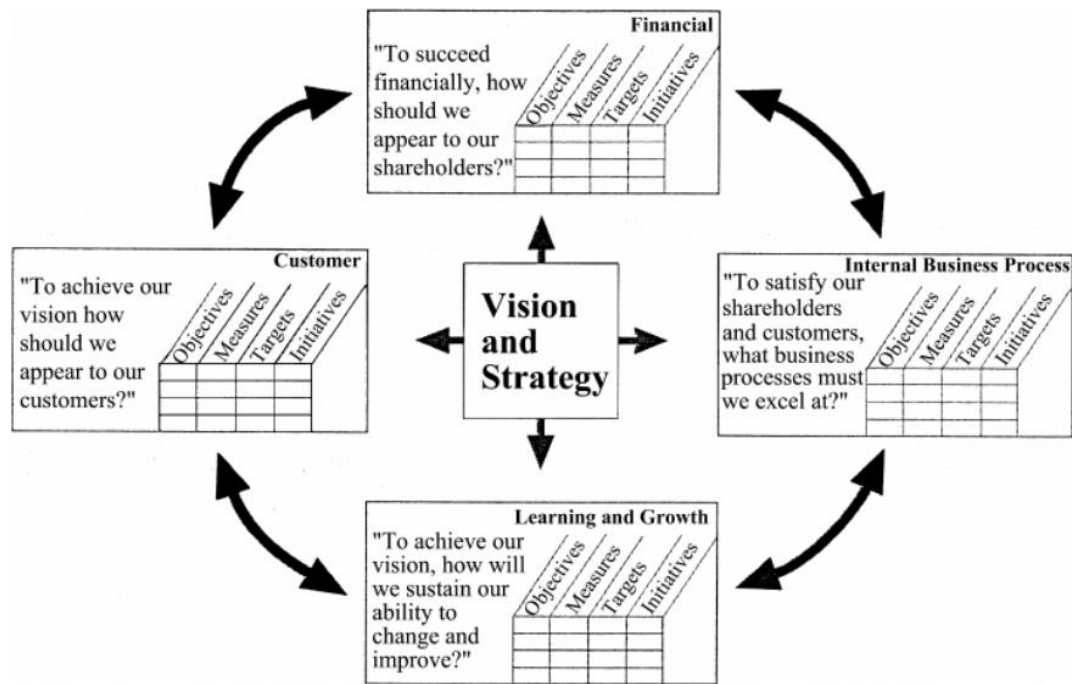 Financial
"To succeed
financially, how
should we
appear to our
shareholders?"
Objectives
Measures
Targets
Initiatives
Customer
"To achieve our
vision how
should we
appear to our
customers?"
Objectives
Measures
Targets
Initiatives
Vision
and
Strategy
Internal Business Process
"To satisfy our
shareholders
and customers,
what business
processes must
we excel at?"
Objectives
Measures
Targets
Initiatives
Learning and Growth
"To achieve our
vision, how will
we sustain our
ability to
change and
improve?"
Objectives
Measures
Targets
Initiatives